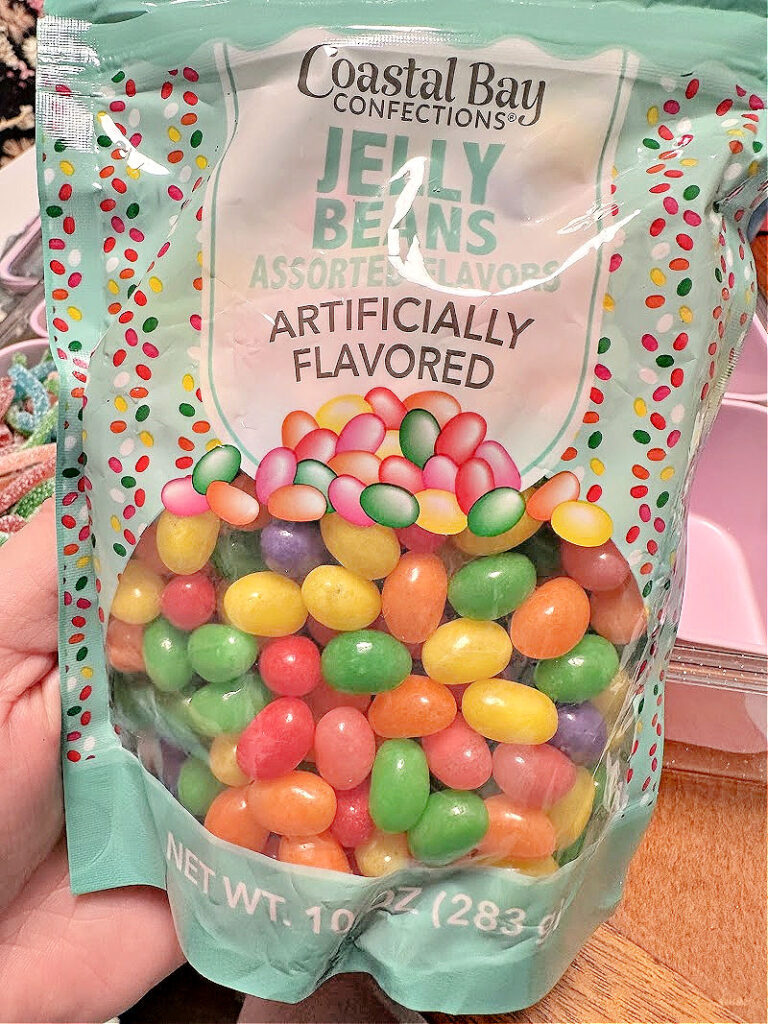 Coastal Bay
CONFECTIONS®
JELLY
BEANS
ASSORTED FLAVORS
ARTIFICIALLY
FLAVORED
NET WT. 10 OZ (283 g)